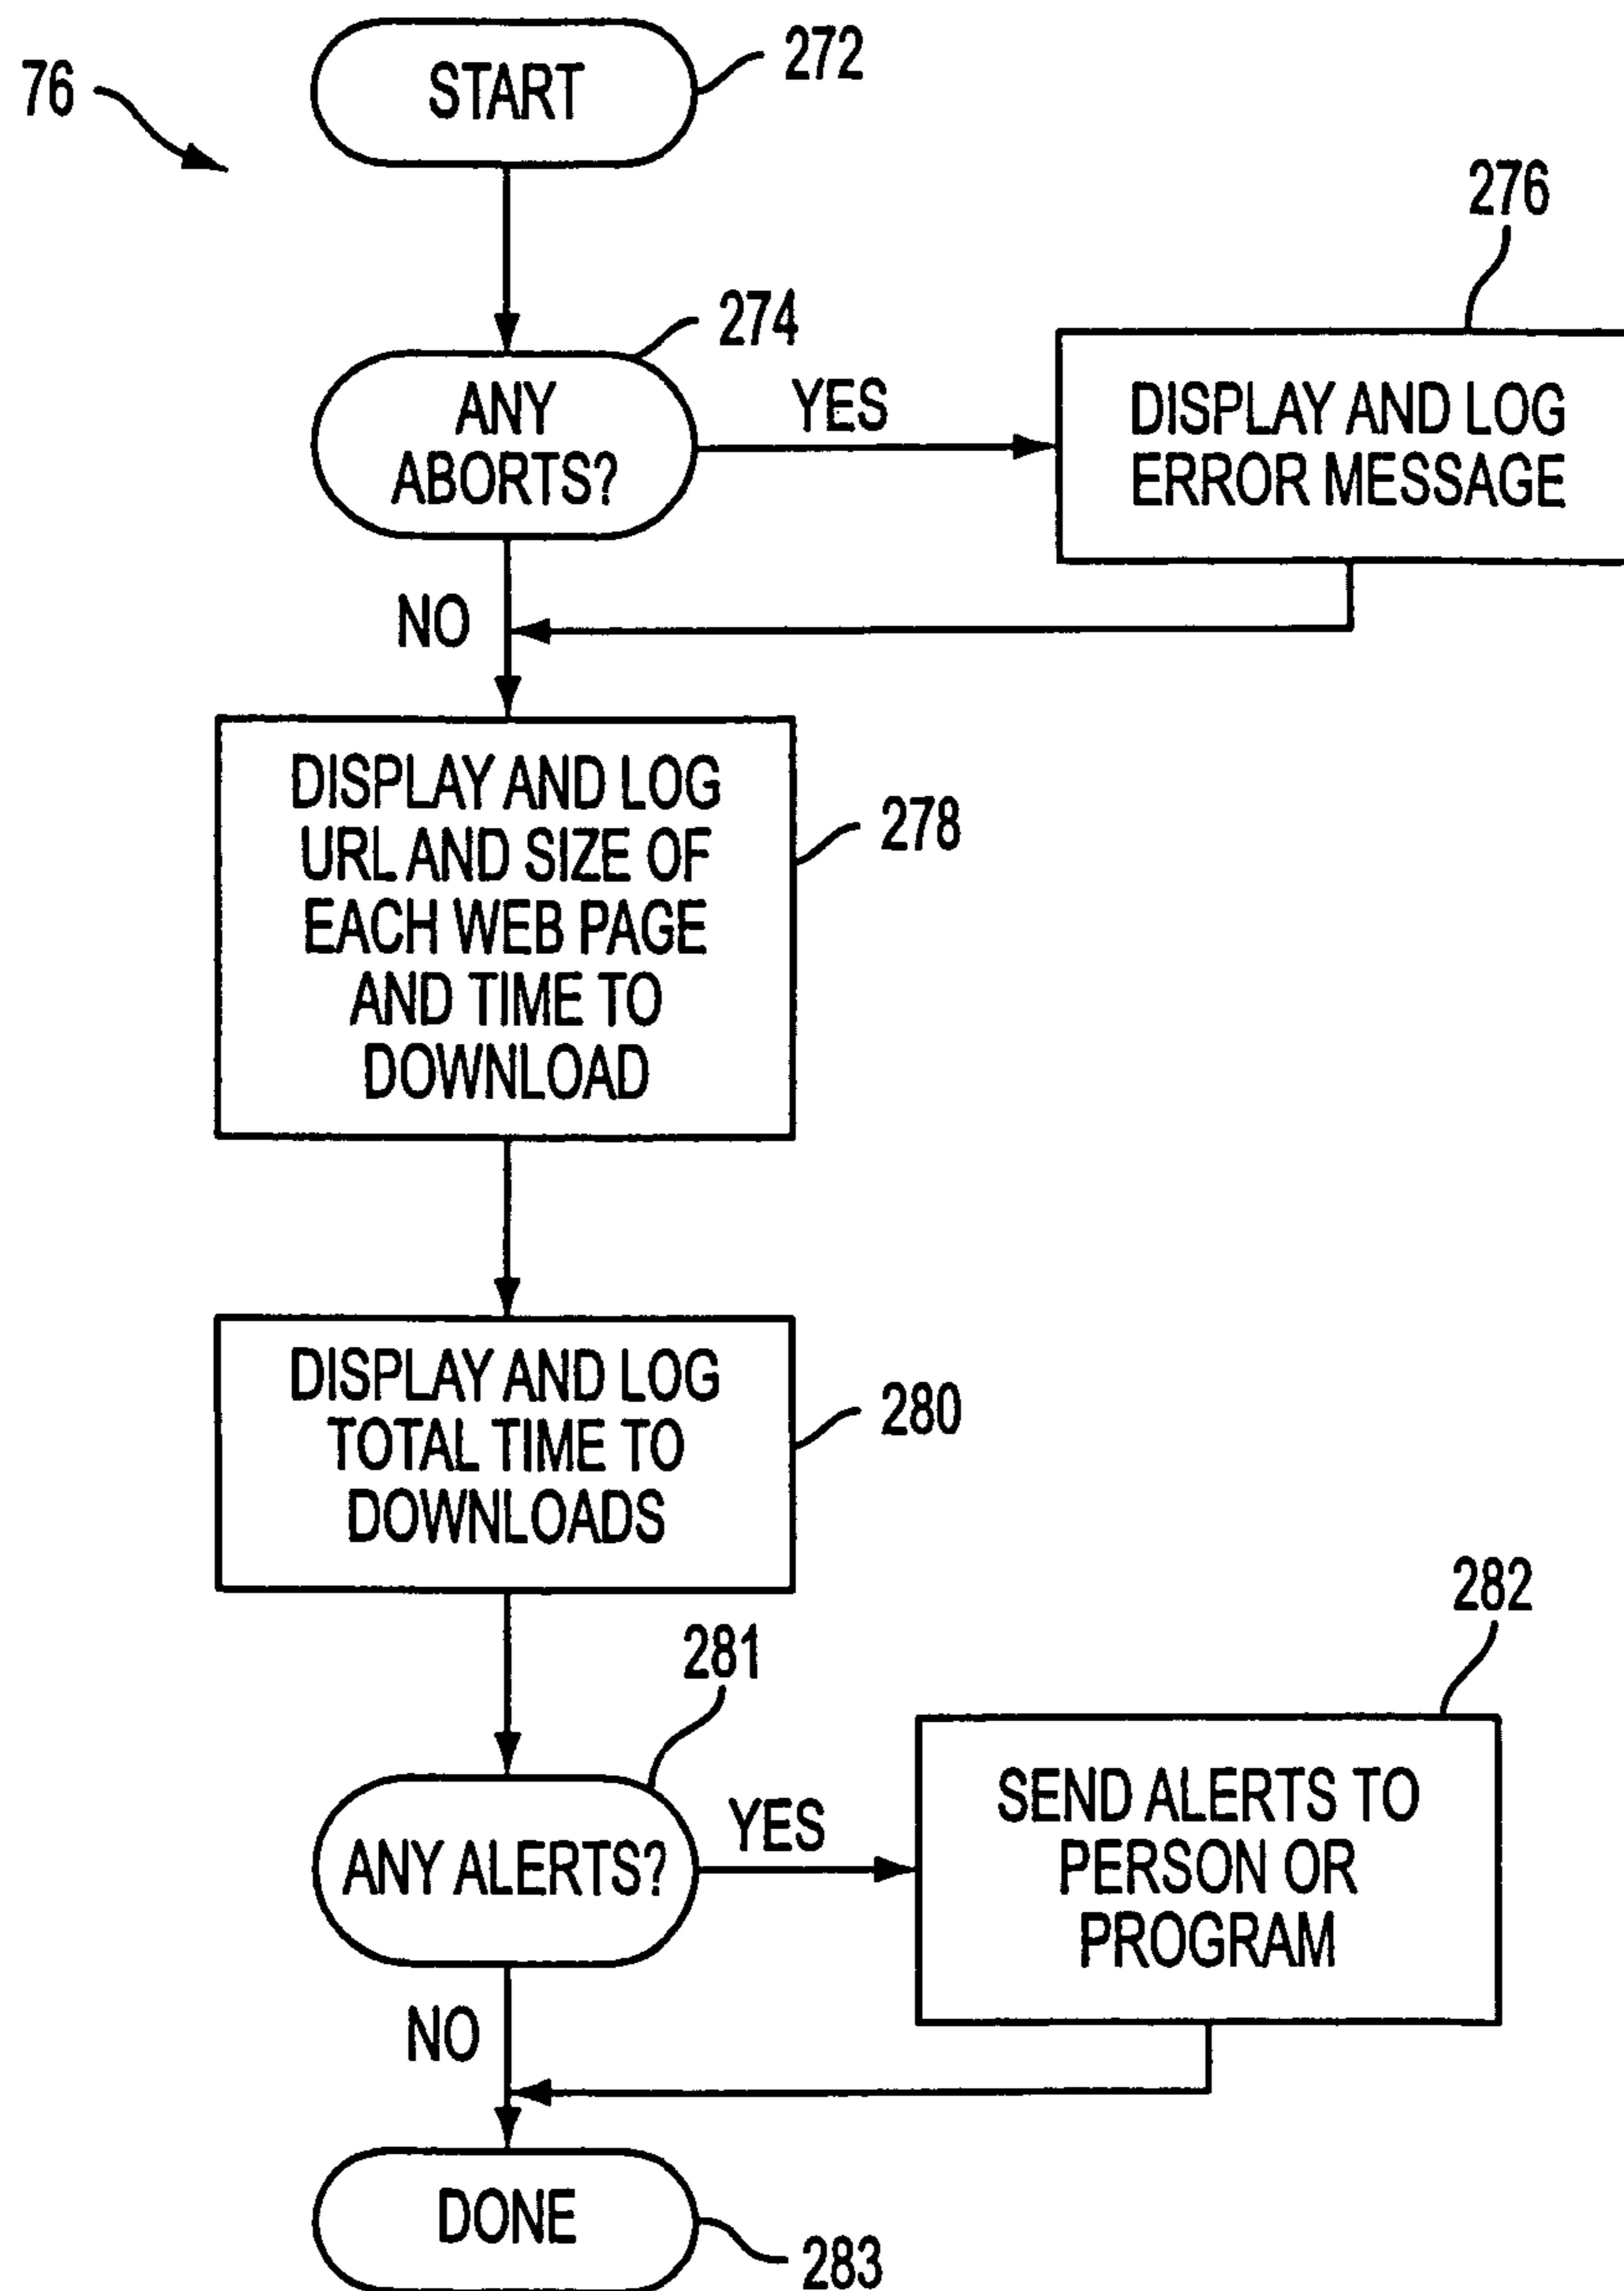 76
START
272
ANY
ABORTS?
274
YES
276
DISPLAY AND LOG
ERROR MESSAGE
NO
DISPLAY AND LOG
URL AND SIZE OF
EACH WEB PAGE
AND TIME TO
DOWNLOAD
278
DISPLAY AND LOG
TOTAL TIME TO
DOWNLOADS
280
281
ANY ALERTS?
YES
282
SEND ALERTS TO
PERSON OR
PROGRAM
NO
DONE
283